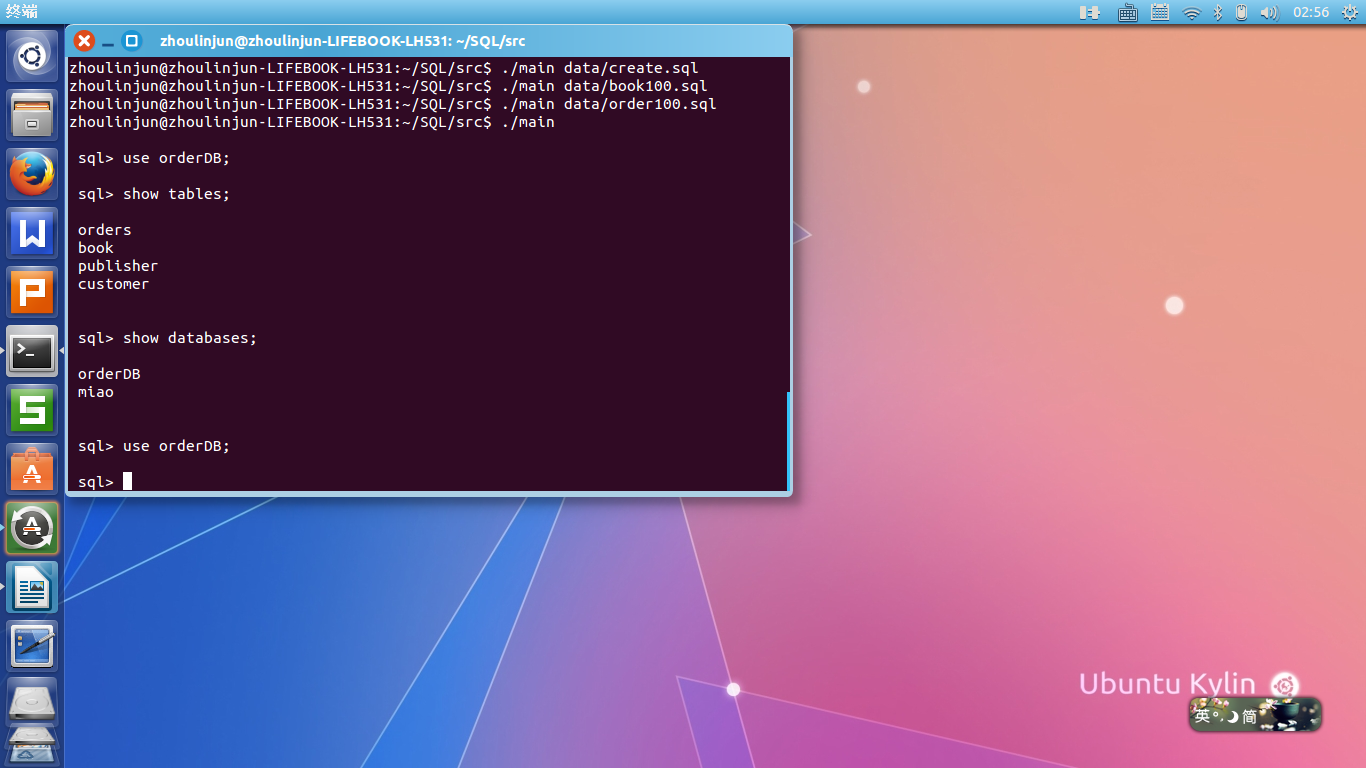 终端
02:56
zhoulinjun@zhoulinjun-LIFEBOOK-LH531: ~/SQL/src
zhoulinjun@zhoulinjun-LIFEBOOK-LH531:~/SQL/src$ ./main data/create.sql
zhoulinjun@zhoulinjun-LIFEBOOK-LH531:~/SQL/src$ ./main data/book100.sql
zhoulinjun@zhoulinjun-LIFEBOOK-LH531:~/SQL/src$ ./main data/order100.sql
zhoulinjun@zhoulinjun-LIFEBOOK-LH531:~/SQL/src$ ./main
sql> use orderDB;
sql> show tables;
orders
book
publisher
customer
sql> show databases;
orderDB
miao
sql> use orderDB;
sql>
Ubuntu Kylin
英 简